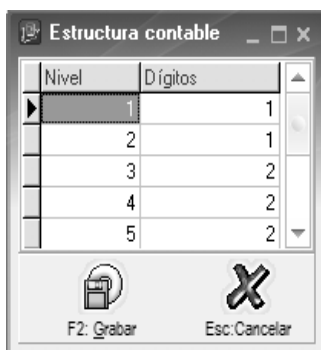 Estructura contable
Nivel Dígitos
1 1
2 1
3 2
4 2
5 2
F2: Grabar Esc:Cancelar